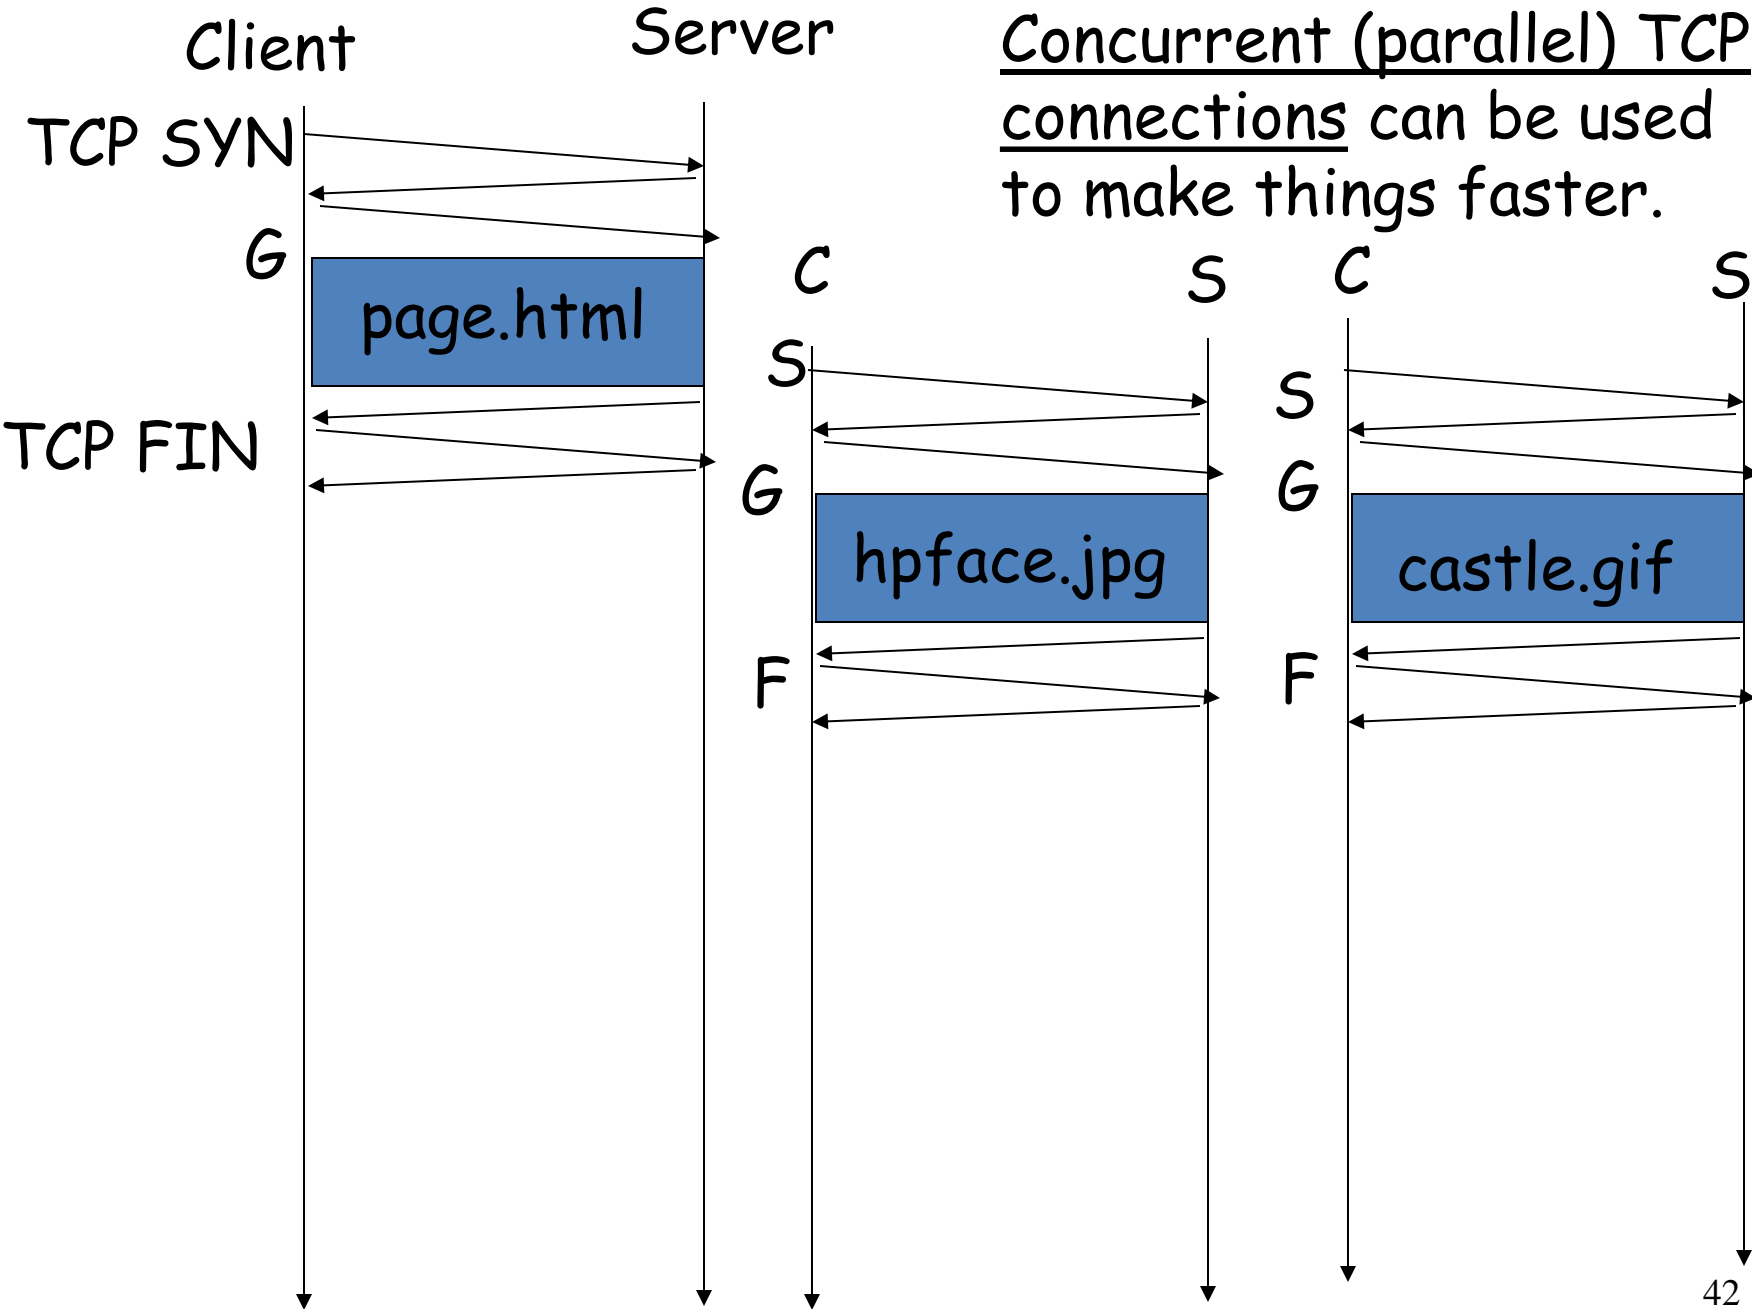 Client
Server
Concurrent (parallel) TCP
connections can be used
to make things faster.
TCP SYN
G
page.html
TCP FIN
C
S
S
G
hpface.jpg
F
C
S
S
G
castle.gif
F
42